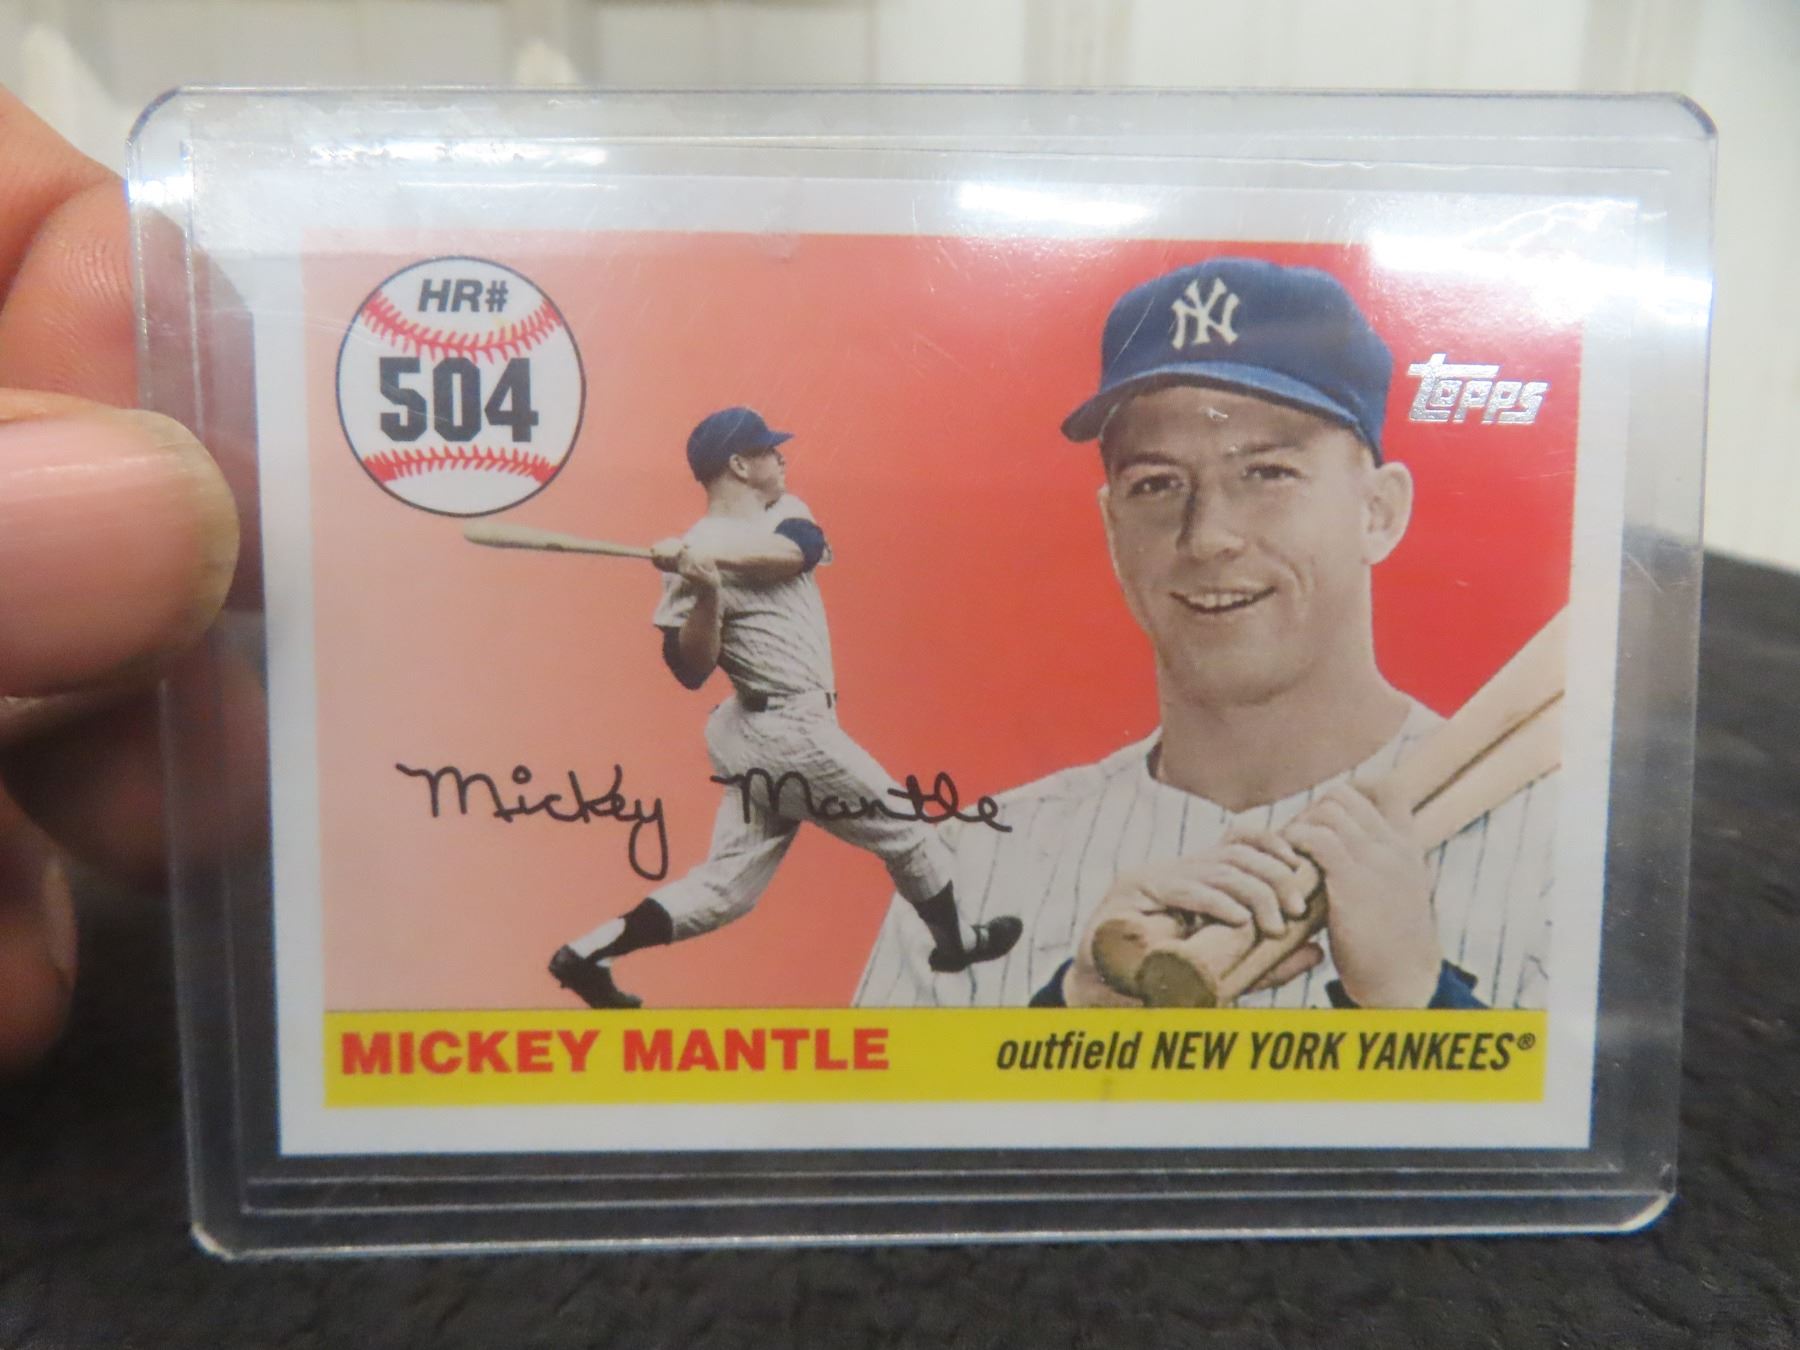 HR#
504
NY
topps
Mickey Mantle
MICKEY MANTLE outfield NEW YORK YANKEES®